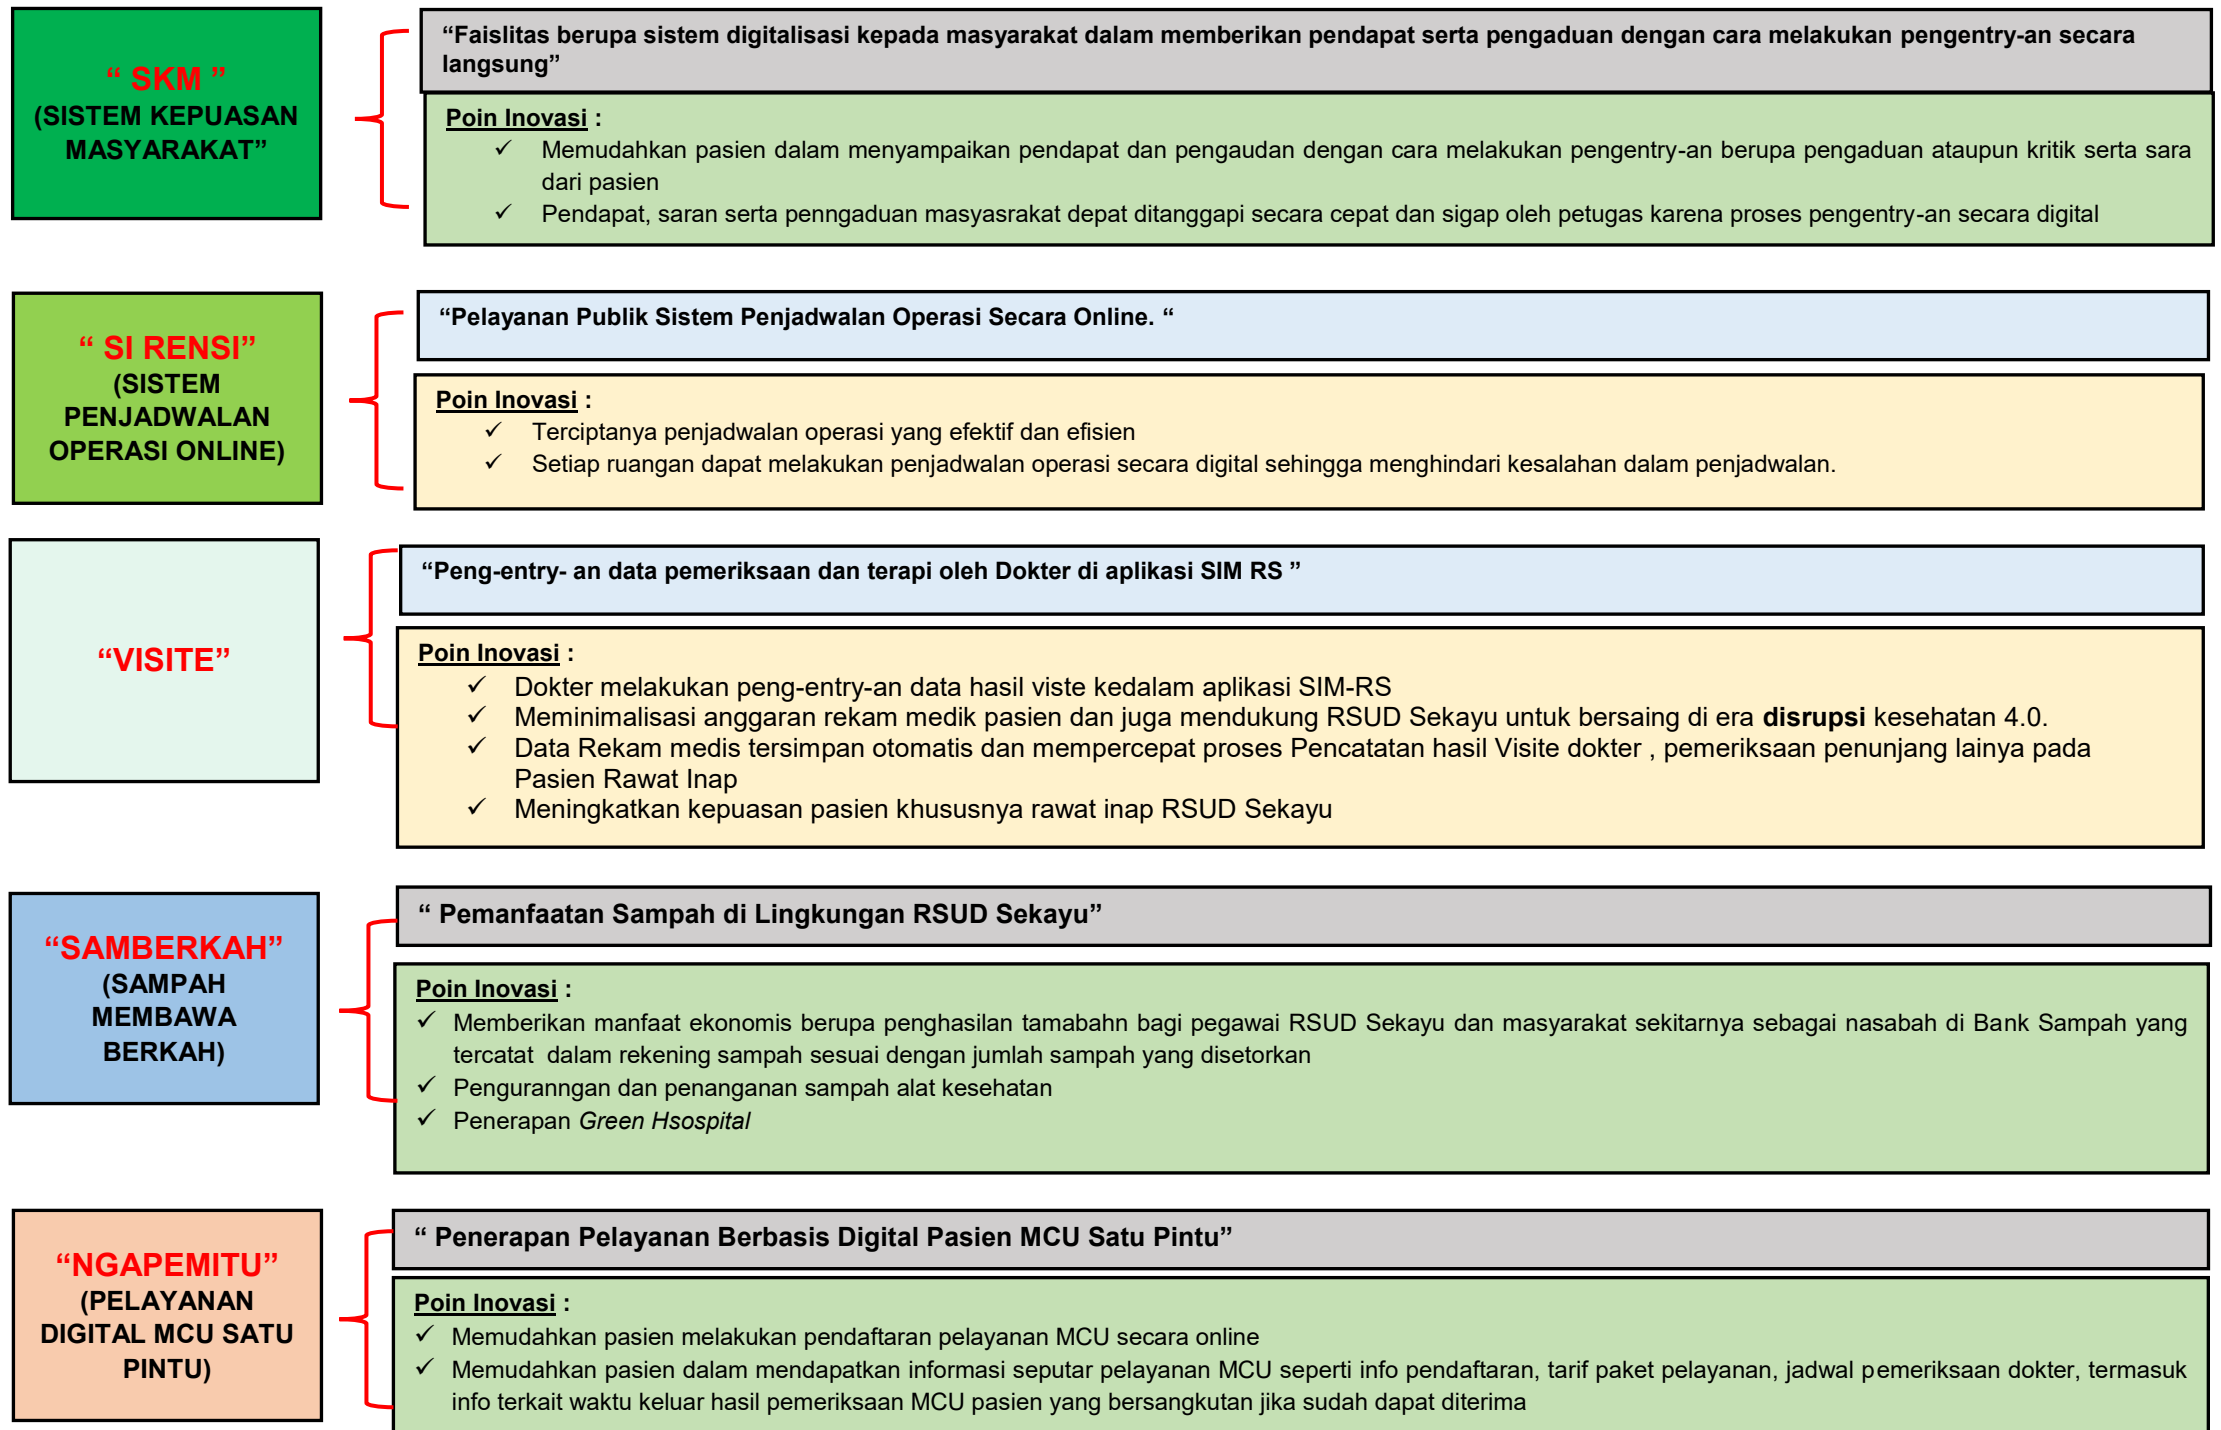 “ SKM ”
(SISTEM KEPUASAN
MASYARAKAT”
“Faislitas berupa sistem digitalisasi kepada masyarakat dalam memberikan pendapat serta pengaduan dengan cara melakukan pengentry-an secara
langsung”
Poin Inovasi :
✓ Memudahkan pasien dalam menyampaikan pendapat dan pengaudan dengan cara melakukan pengentry-an berupa pengaduan ataupun kritik serta sara
dari pasien
✓ Pendapat, saran serta penngaduan masyasrakat depat ditanggapi secara cepat dan sigap oleh petugas karena proses pengentry-an secara digital
“ SI RENSI”
(SISTEM
PENJADWALAN
OPERASI ONLINE)
“Pelayanan Publik Sistem Penjadwalan Operasi Secara Online. “
Poin Inovasi :
✓ Terciptanya penjadwalan operasi yang efektif dan efisien
✓ Setiap ruangan dapat melakukan penjadwalan operasi secara digital sehingga menghindari kesalahan dalam penjadwalan.
“VISITE”
“Peng-entry- an data pemeriksaan dan terapi oleh Dokter di aplikasi SIM RS ”
Poin Inovasi :
✓ Dokter melakukan peng-entry-an data hasil viste kedalam aplikasi SIM-RS
✓ Meminimalisasi anggaran rekam medik pasien dan juga mendukung RSUD Sekayu untuk bersaing di era disrupsi kesehatan 4.0.
✓ Data Rekam medis tersimpan otomatis dan mempercepat proses Pencatatan hasil Visite dokter , pemeriksaan penunjang lainya pada
Pasien Rawat Inap
✓ Meningkatkan kepuasan pasien khususnya rawat inap RSUD Sekayu
“SAMBERKAH”
(SAMPAH
MEMBAWA
BERKAH)
“ Pemanfaatan Sampah di Lingkungan RSUD Sekayu”
Poin Inovasi :
✓ Memberikan manfaat ekonomis berupa penghasilan tamabahn bagi pegawai RSUD Sekayu dan masyarakat sekitarnya sebagai nasabah di Bank Sampah yang
tercatat dalam rekening sampah sesuai dengan jumlah sampah yang disetorkan
✓ Penguranngan dan penanganan sampah alat kesehatan
✓ Penerapan Green Hsospital
“NGAPEMITU”
(PELAYANAN
DIGITAL MCU SATU
PINTU)
“ Penerapan Pelayanan Berbasis Digital Pasien MCU Satu Pintu”
Poin Inovasi :
✓ Memudahkan pasien melakukan pendaftaran pelayanan MCU secara online
✓ Memudahkan pasien dalam mendapatkan informasi seputar pelayanan MCU seperti info pendaftaran, tarif paket pelayanan, jadwal pemeriksaan dokter, termasuk
info terkait waktu keluar hasil pemeriksaan MCU pasien yang bersangkutan jika sudah dapat diterima